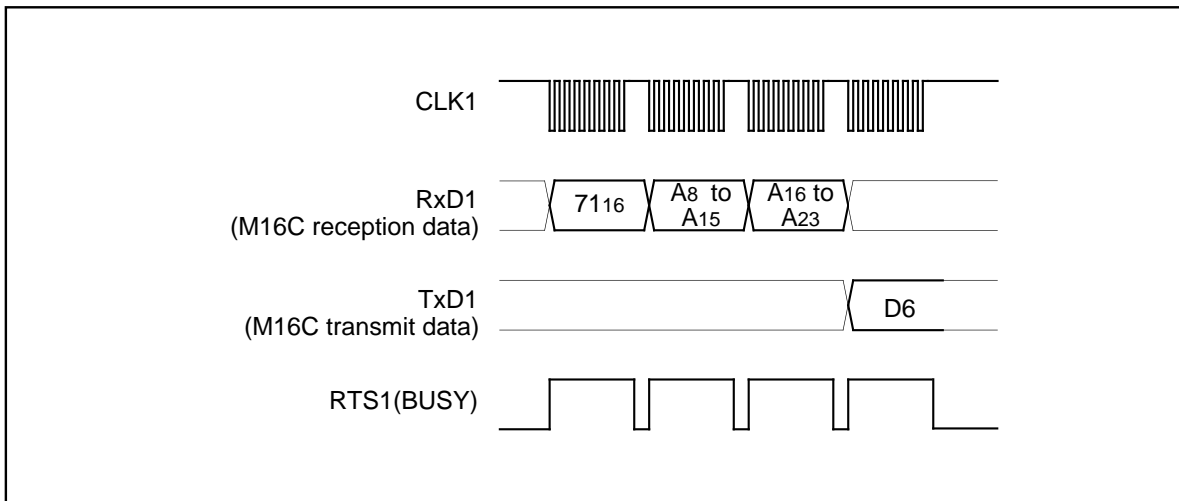 CLK1
RxD1
(M16C reception data)
7116
A8 to
A15
A16 to
A23
TxD1
(M16C transmit data)
D6
RTS1(BUSY)